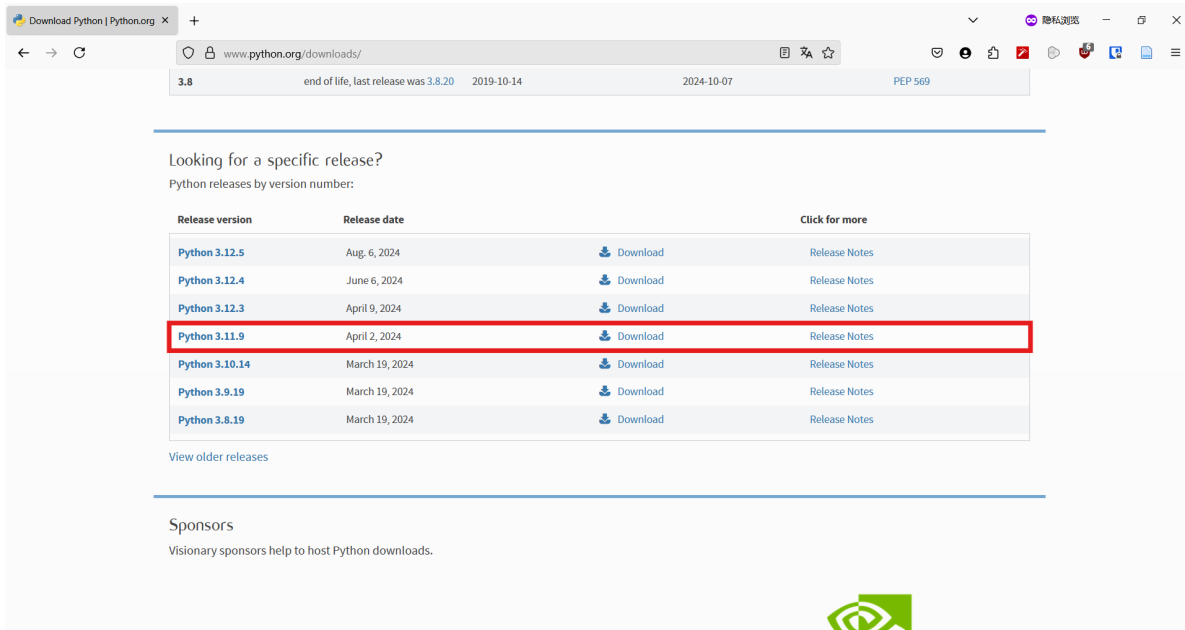 Download Python | Python.org
隐私浏览
www.python.org/downloads/
6
3.8 end of life, last release was 3.8.20 2019-10-14 2024-10-07 PEP 569
Looking for a specific release?
Python releases by version number:
Release version Release date Click for more
Python 3.12.5 Aug. 6, 2024 Download Release Notes
Python 3.12.4 June 6, 2024 Download Release Notes
Python 3.12.3 April 9, 2024 Download Release Notes
Python 3.11.9 April 2, 2024 Download Release Notes
Python 3.10.14 March 19, 2024 Download Release Notes
Python 3.9.19 March 19, 2024 Download Release Notes
Python 3.8.19 March 19, 2024 Download Release Notes
View older releases
Sponsors
Visionary sponsors help to host Python downloads.